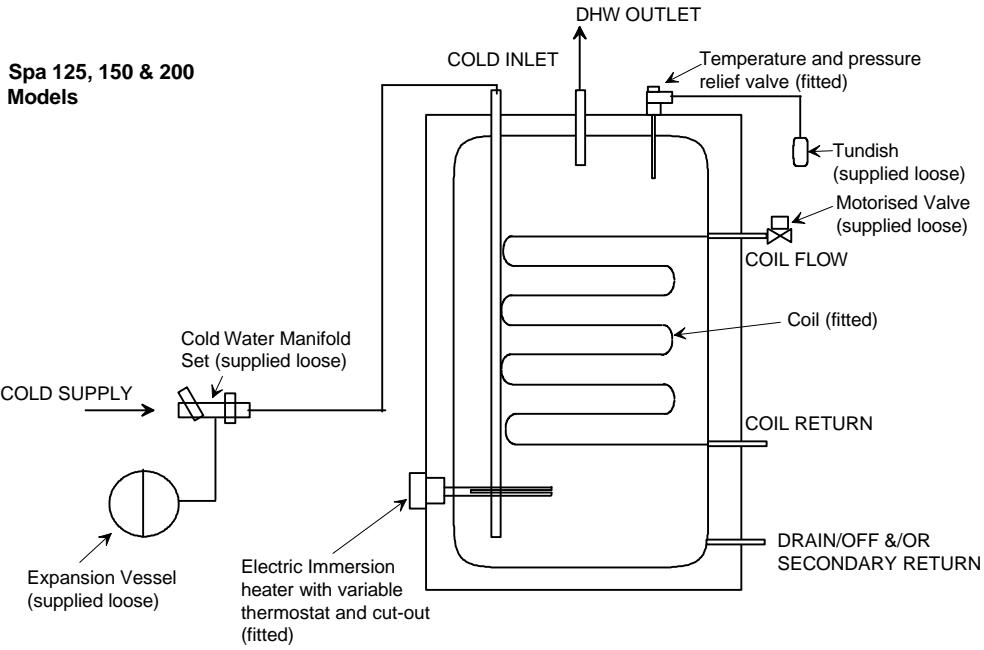 DHW OUTLET
Spa 125, 150 & 200
Models
COLD INLET
Temperature and pressure
relief valve (fitted)
Tundish
(supplied loose)
Motorised Valve
(supplied loose)
COIL FLOW
Coil (fitted)
Cold Water Manifold
Set (supplied loose)
COLD SUPPLY
COIL RETURN
DRAIN/OFF &/OR
SECONDARY RETURN
Expansion Vessel
(supplied loose)
Electric Immersion
heater with variable
thermostat and cut-out
(fitted)